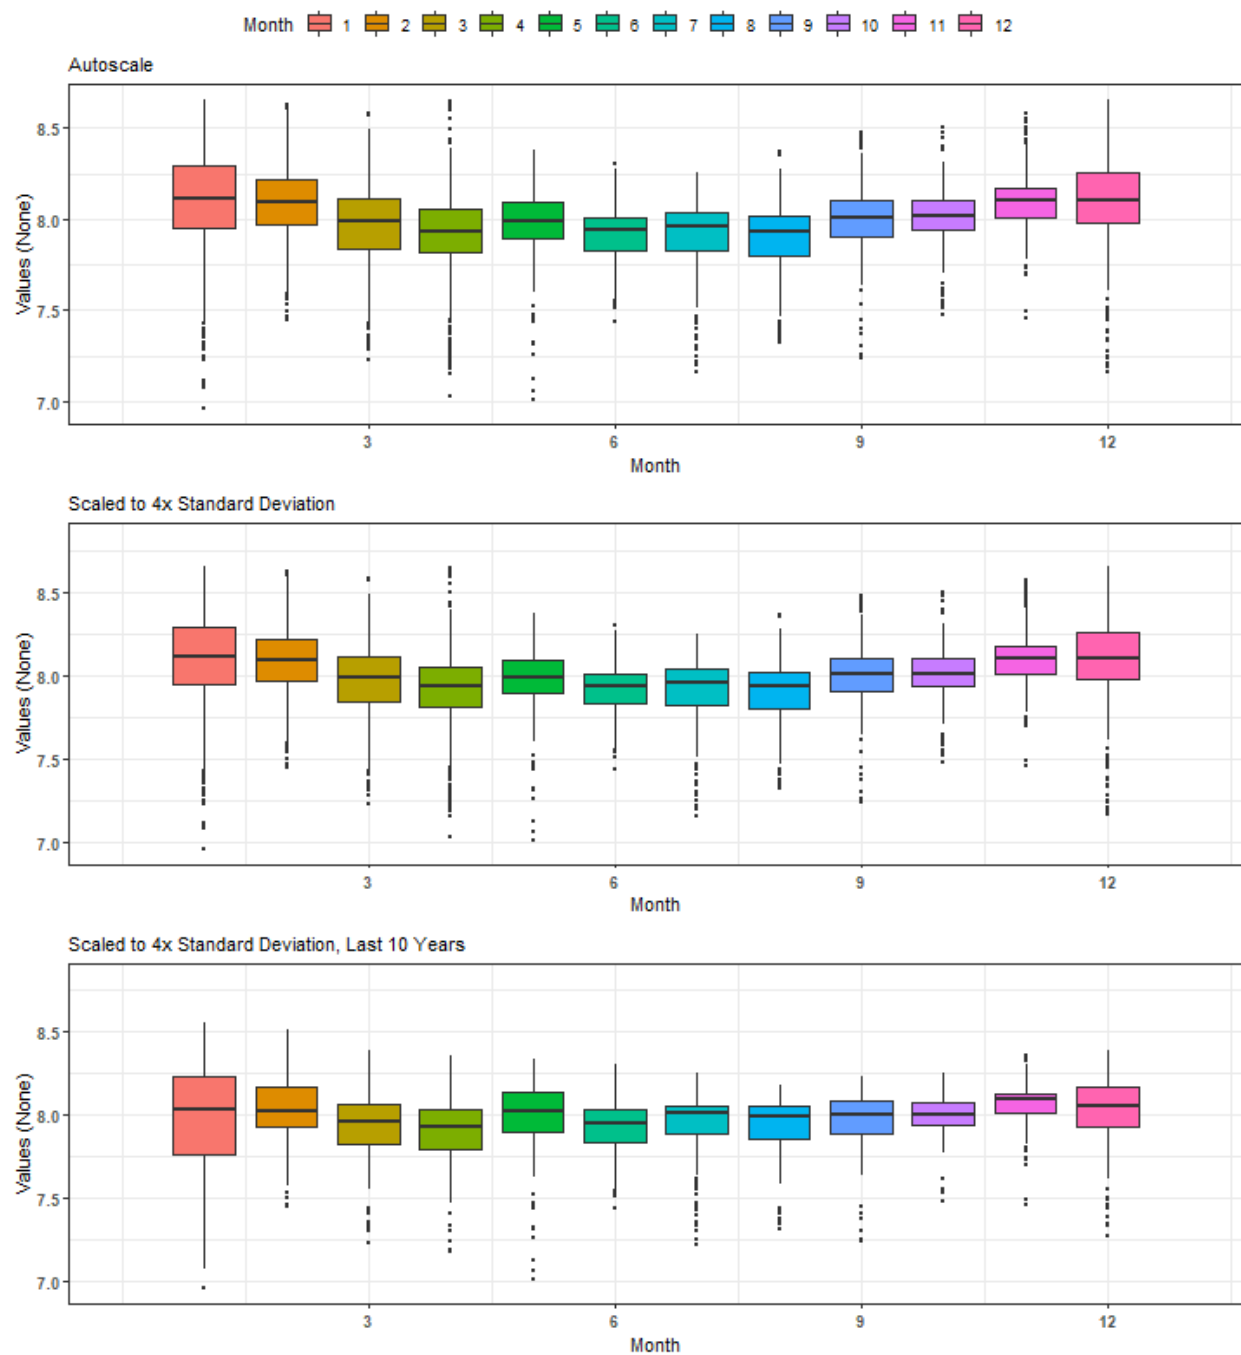 Month 1 2 3 4 5 6 7 8 9 10 11 12
Autoscale
Values (None)
8.5
8.0
7.5
7.0
3 6 9 12
Month
Scaled to 4x Standard Deviation
Values (None)
8.5
8.0
7.5
7.0
3 6 9 12
Month
Scaled to 4x Standard Deviation, Last 10 Years
Values (None)
8.5
8.0
7.5
7.0
3 6 9 12
Month